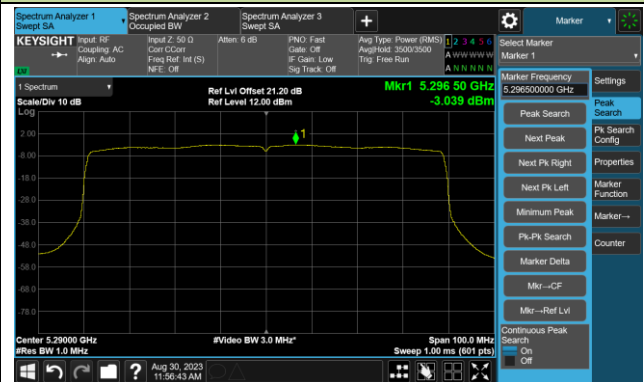 Spectrum Analyzer 1
Swept SA
Spectrum Analyzer 2
Occupied BW
Spectrum Analyzer 3
Swept SA
Marker
KEYSIGHT
Input: RF
Coupling: AC
Align: Auto
Input Z: 50 Ω
Corr CCorr
Freq Ref: Int (S)
NFE: Off
Atten: 6 dB
PNO: Fast
Gate: Off
IF Gain: Low
Sig Track: Off
Avg Type: Power (RMS)
Avg|Hold: 3500/3500
Trig: Free Run
1 2 3 4 5 6
A W W W W W
A N N N N N
Select Marker
Marker 1
1 Spectrum
Scale/Div 10 dB
Log
Ref Lvl Offset 21.20 dB
Ref Level 12.00 dBm
Mkr1 5.296 50 GHz
-3.039 dBm
1
2.00
-8.00
-18.0
-28.0
-38.0
-48.0
-58.0
-68.0
-78.0
Center 5.29000 GHz
#Res BW 1.0 MHz
#Video BW 3.0 MHz*
Span 100.0 MHz
Sweep 1.00 ms (601 pts)
Marker Frequency
5.296500000 GHz
Peak Search
Next Peak
Next Pk Right
Next Pk Left
Minimum Peak
Pk-Pk Search
Marker Delta
Mkr→CF
Mkr→Ref Lvl
Continuous Peak
Search
On
Off
Settings
Peak
Search
Pk Search
Config
Properties
Marker
Function
Marker→
Counter
Aug 30, 2023
11:56:43 AM